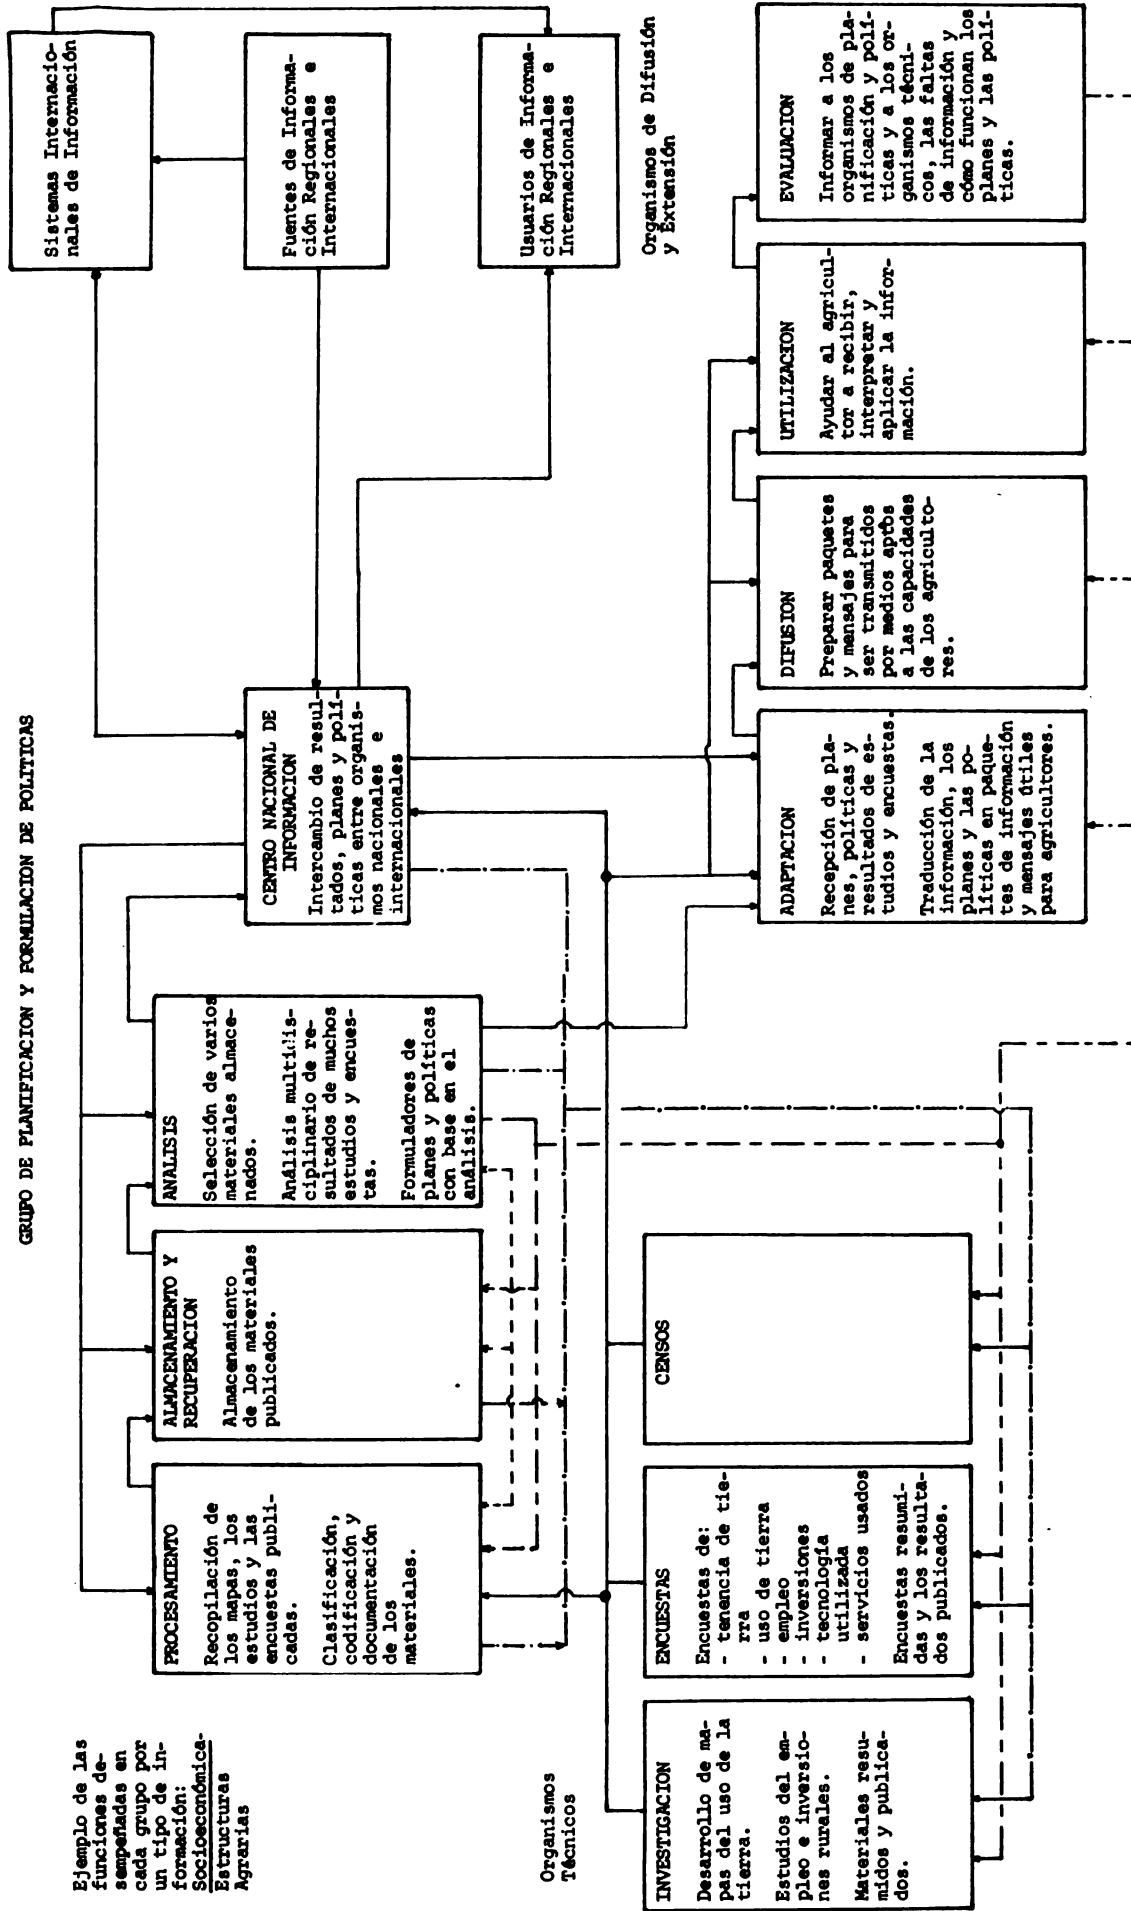 GRUPO DE PLANIFICACION Y FORMULACION DE POLITICAS
Ejemplo de las
funciones de-
sempeñadas en
cada grupo por
un tipo de in-
formación:
Socioeconómica-
Estructuras
Agrarias
PROCESAMIENTO
Recopilación de
los mapas, los
estudios y las
encuestas publi-
cadas.
Clasificación,
codificación y
documentación
de los
materiales.
ALMACENAMIENTO Y
RECUPERACION
Almacenamiento
de los materiales
publicados.
ANALISIS
Selección de varios
materiales almace-
nados.
Análisis multidis-
ciplinario de re-
sultados de muchos
estudios y encues-
tas.
Formuladores de
planes y políticas
con base en el
análisis.
CENTRO NACIONAL DE
INFORMACION
Intercambio de resul-
tados, planes y polí-
ticas entre organis-
mos nacionales e
internacionales
Sistemas Internacio-
nales de Información
Fuentes de Informa-
ción Regionales e
Internacionales
Usuarios de Informa-
ción Regionales e
Internacionales
Organismos
Técnicos
INVESTIGACION
Desarrollo de ma-
pas del uso de la
tierra.
Estudios del em-
pleo e inversio-
nes rurales.
Materiales resu-
midos y publica-
dos.
ENCUESTAS
Encuestas de:
- tenencia de tie-
rra
- uso de tierra
- empleo
- inversiones
- tecnología
utilizada
- servicios usados
Encuestas resumi-
das y los resulta-
dos publicados.
CENSOS
Organismos de Difusión
y Extensión
ADAPTACION
Recepción de pla-
nes, políticas y
resultados de es-
tudios y encuestas.
Traducción de la
información, los
planes y las po-
líticas en paque-
tes de información
y mensajes útiles
para agricultores.
DIFUSION
Preparar paquetes
y mensajes para
ser transmitidos
por medios aptos
a las capacidades
de los agriculto-
res.
UTILIZACION
Ayudar al agricul-
tor a recibir,
interpretar y
aplicar la infor-
mación.
EVALUACION
Informar a los
organismos de pla-
nificación y polí-
ticas y a los or-
ganismos técni-
cos, las faltas
de información y
cómo funcionan los
planes y las polí-
ticas.